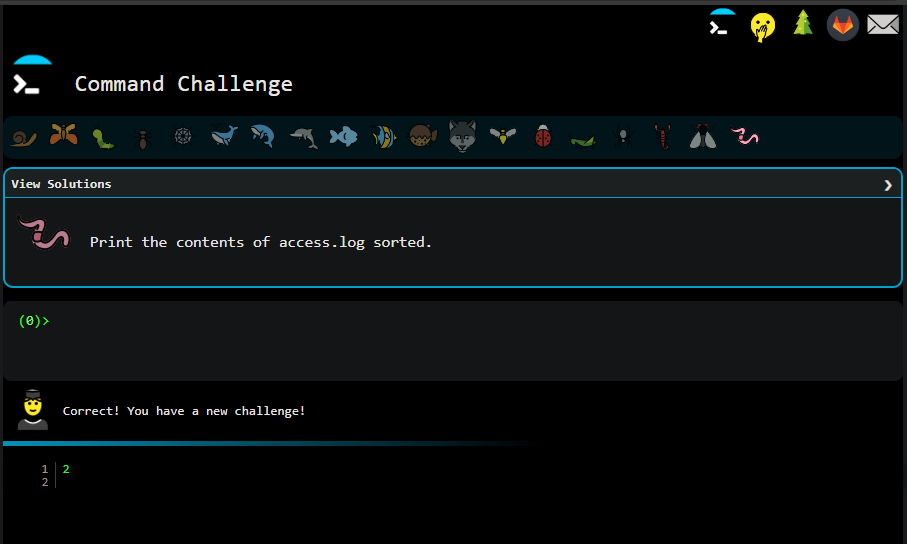 Command Challenge
View Solutions
Print the contents of access.log sorted.
(0)>
Correct! You have a new challenge!
1 2
2